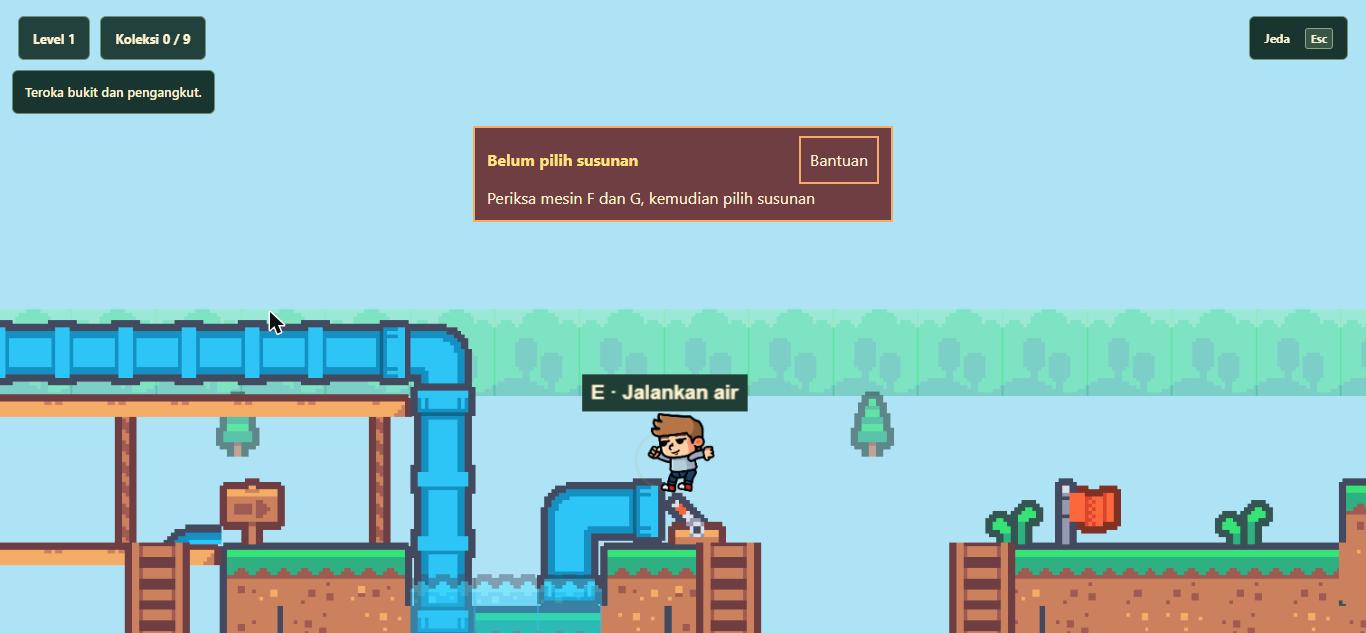 Level 1
Koleksi 0 / 9
Jeda Esc
Teroka bukit dan pengangkut.
Belum pilih susunan
Bantuan
Periksa mesin F dan G, kemudian pilih susunan
E · Jalankan air